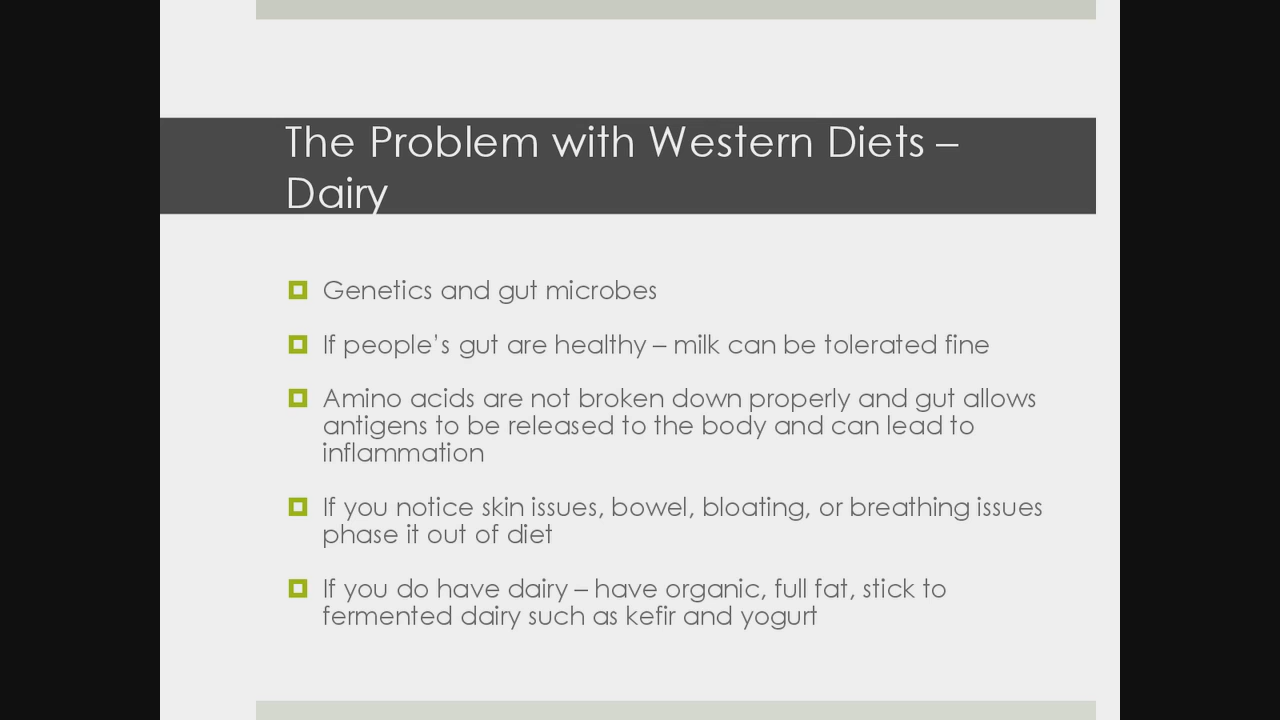 The Problem with Western Diets –
Dairy
Genetics and gut microbes
If people's gut are healthy – milk can be tolerated fine
Amino acids are not broken down properly and gut allows
antigens to be released to the body and can lead to
inflammation
If you notice skin issues, bowel, bloating, or breathing issues
phase it out of diet
If you do have dairy – have organic, full fat, stick to
fermented dairy such as kefir and yogurt